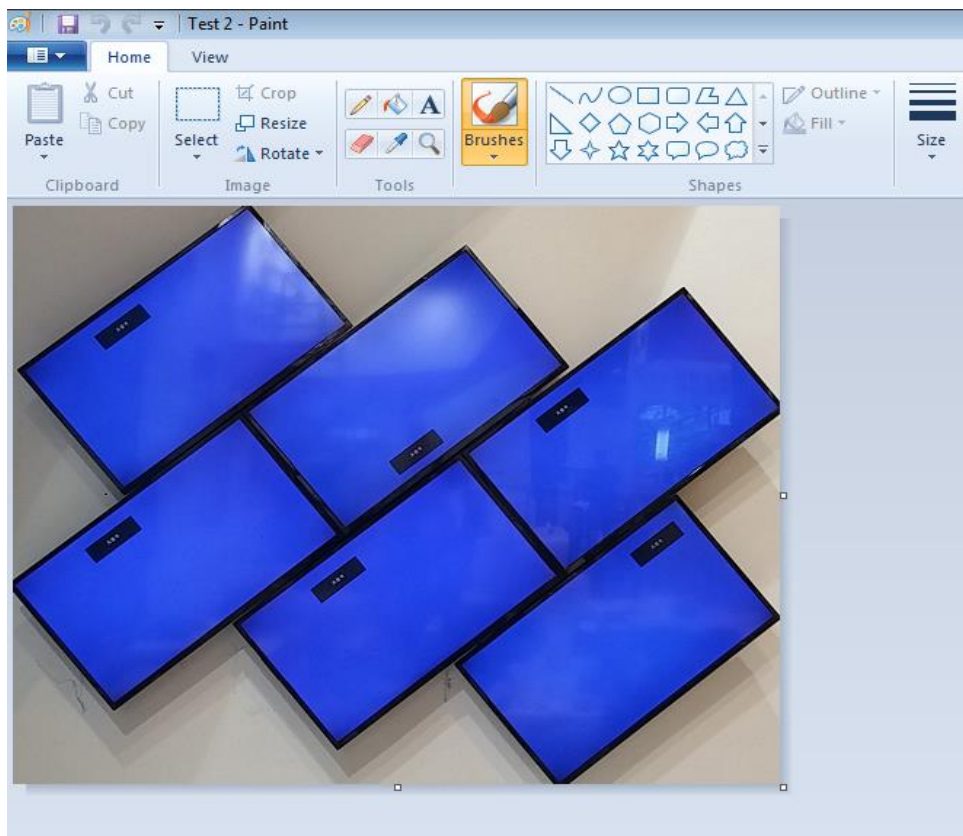 Test 2 - Paint
Home View
Cut
Copy
Paste
Clipboard
Crop
Resize
Rotate
Select
Image
A
Tools
Brushes
Outline
Fill
Shapes
Size